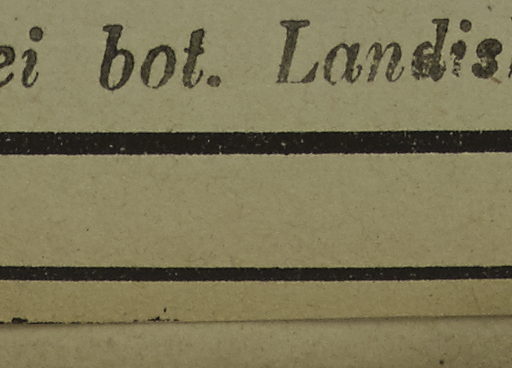 ei bot. Landis